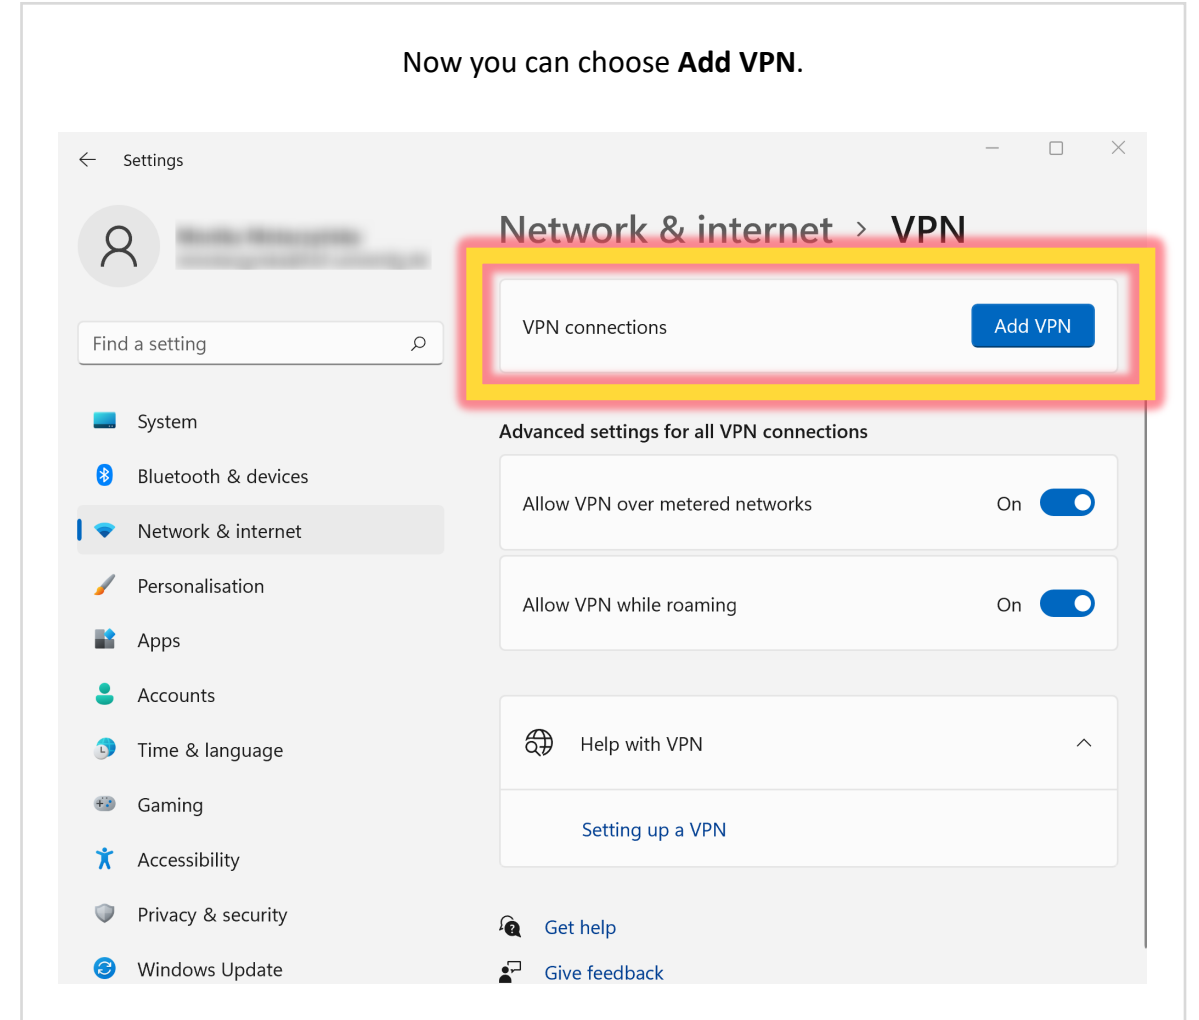 Now you can choose Add VPN.
Settings
Network & internet › VPN
Find a setting
VPN connections
Add VPN
System
Bluetooth & devices
Network & internet
Personalisation
Apps
Accounts
Time & language
Gaming
Accessibility
Privacy & security
Windows Update
Advanced settings for all VPN connections
Allow VPN over metered networks On
Allow VPN while roaming On
Help with VPN
Setting up a VPN
Get help
Give feedback